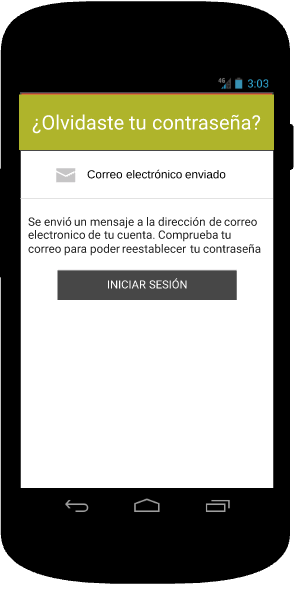 4G 3:03
¿Olvidaste tu contraseña?
Correo electrónico enviado
Se envió un mensaje a la dirección de correo
electronico de tu cuenta. Comprueba tu
correo para poder reestablecer tu contraseña
INICIAR SESIÓN